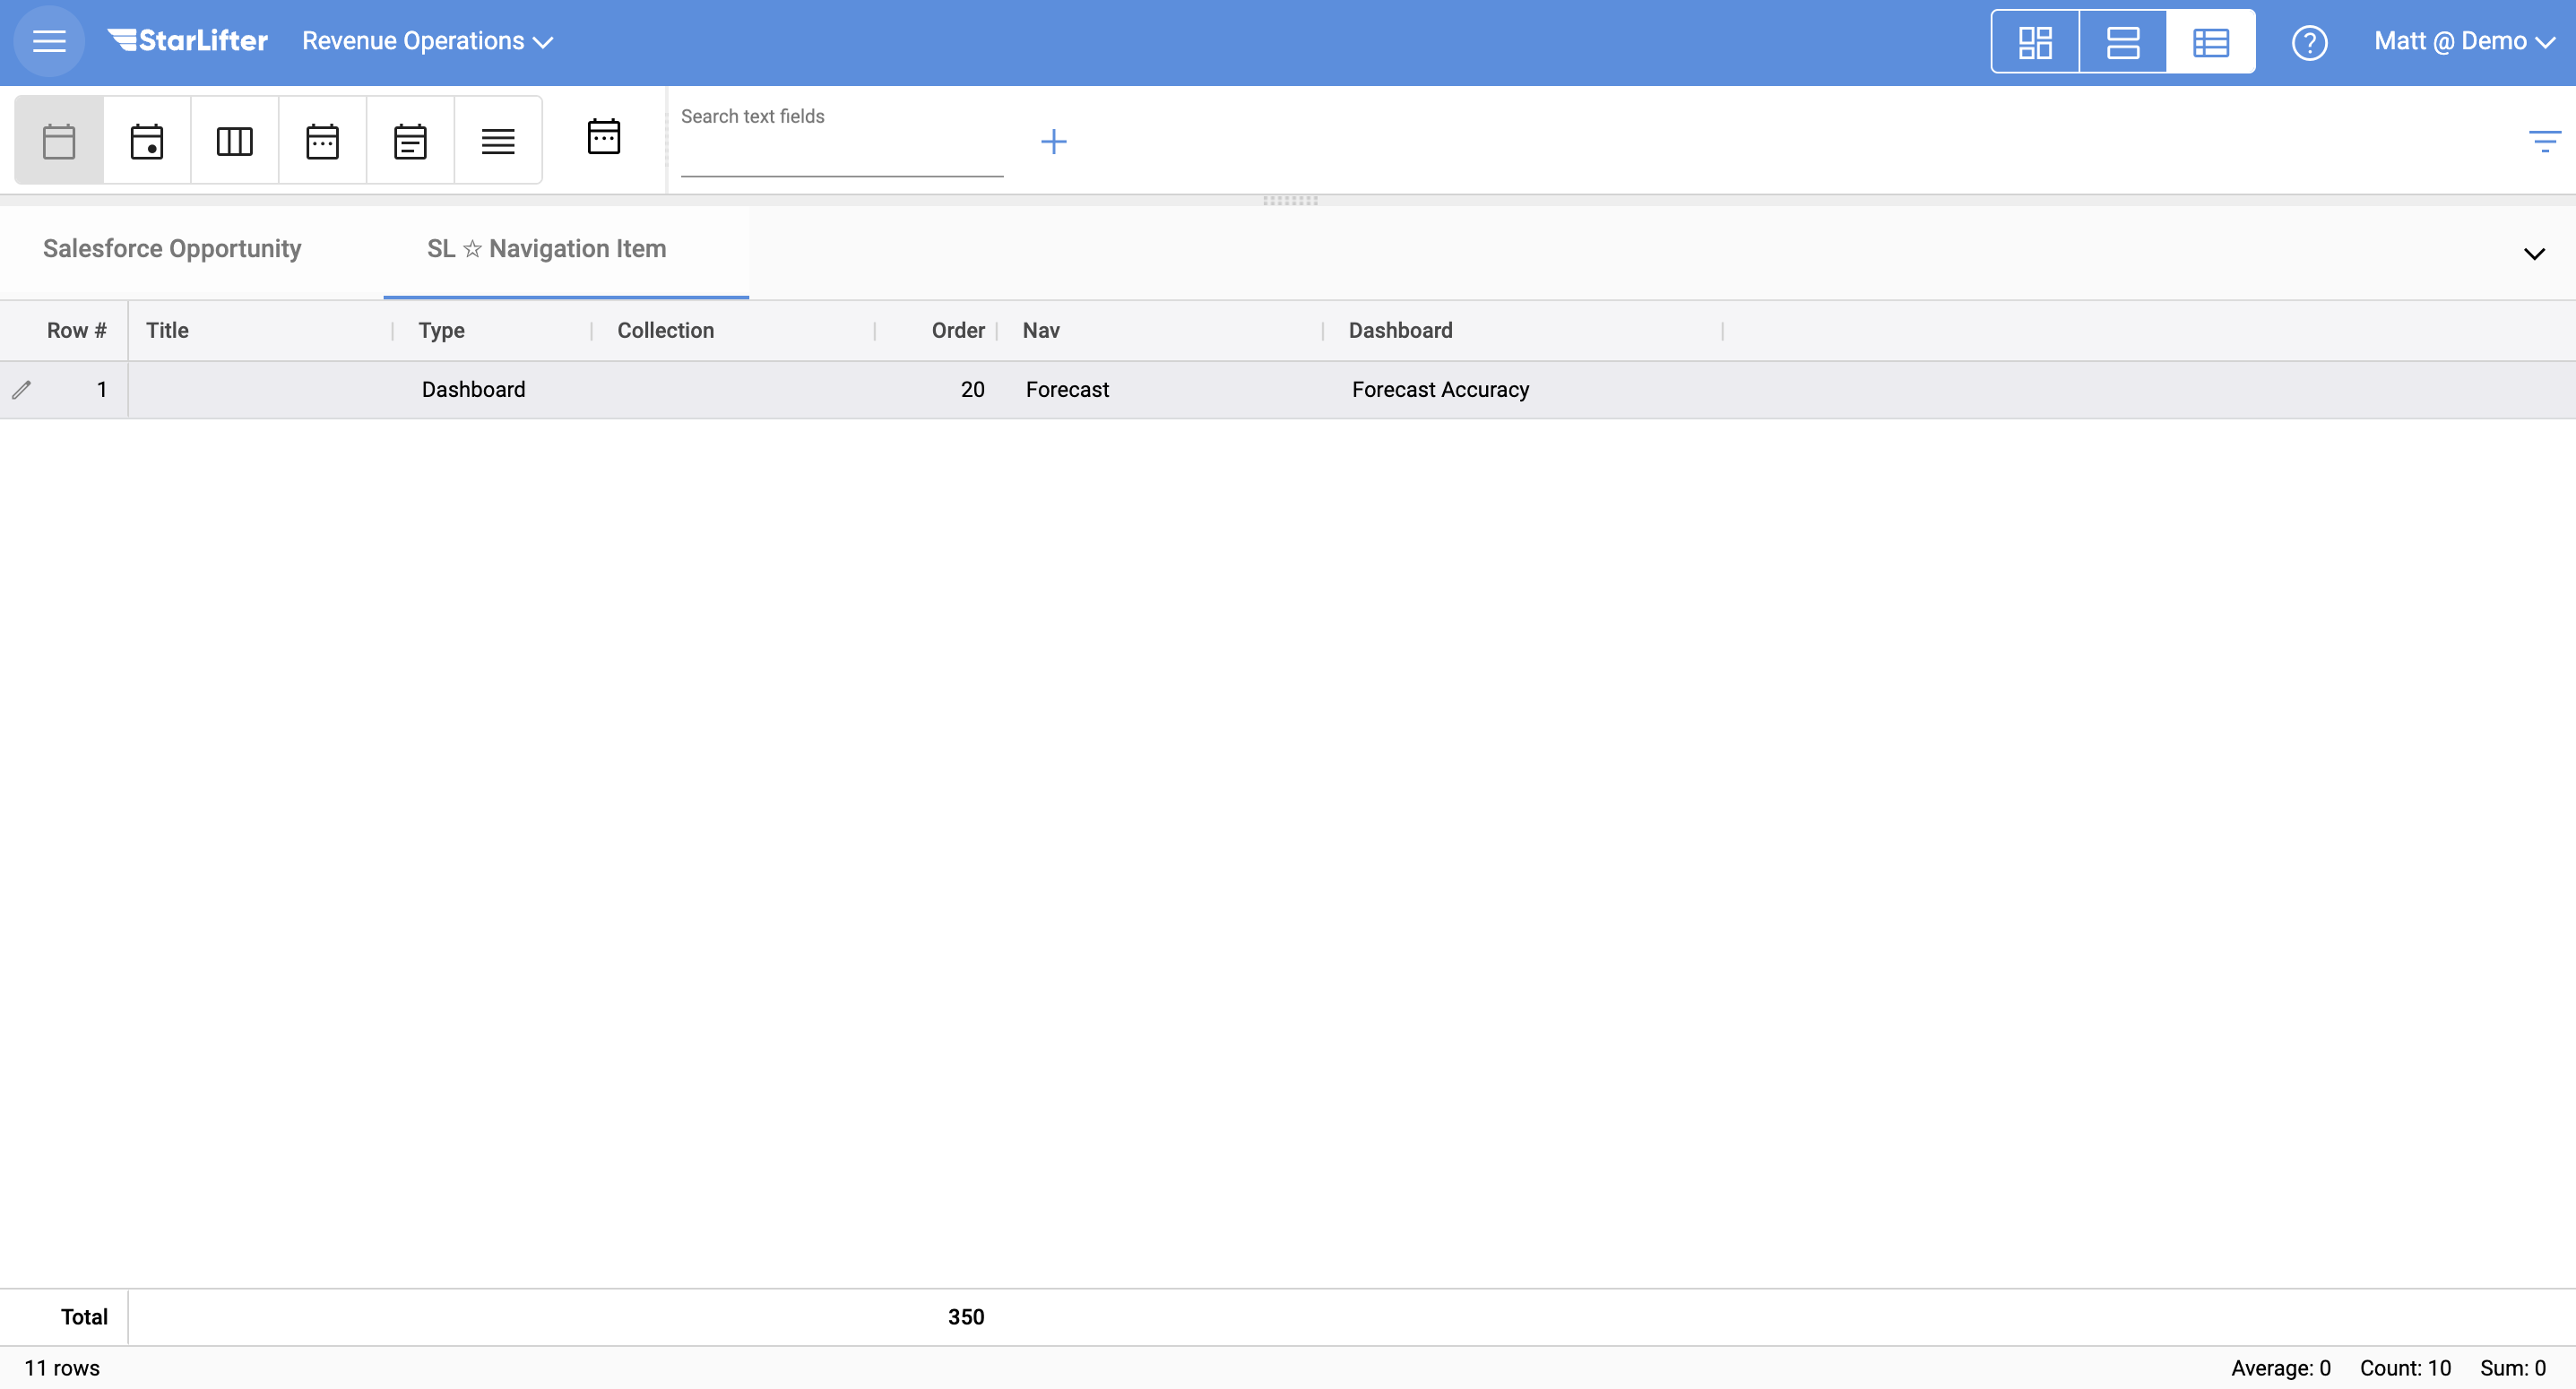 StarLifter Revenue Operations Matt @ Demo
Search text fields
Salesforce Opportunity SL ☆ Navigation Item
Row # Title Type Collection Order Nav Dashboard
1 Dashboard 20 Forecast Forecast Accuracy
Total 350
11 rows Average: 0 Count: 10 Sum: 0